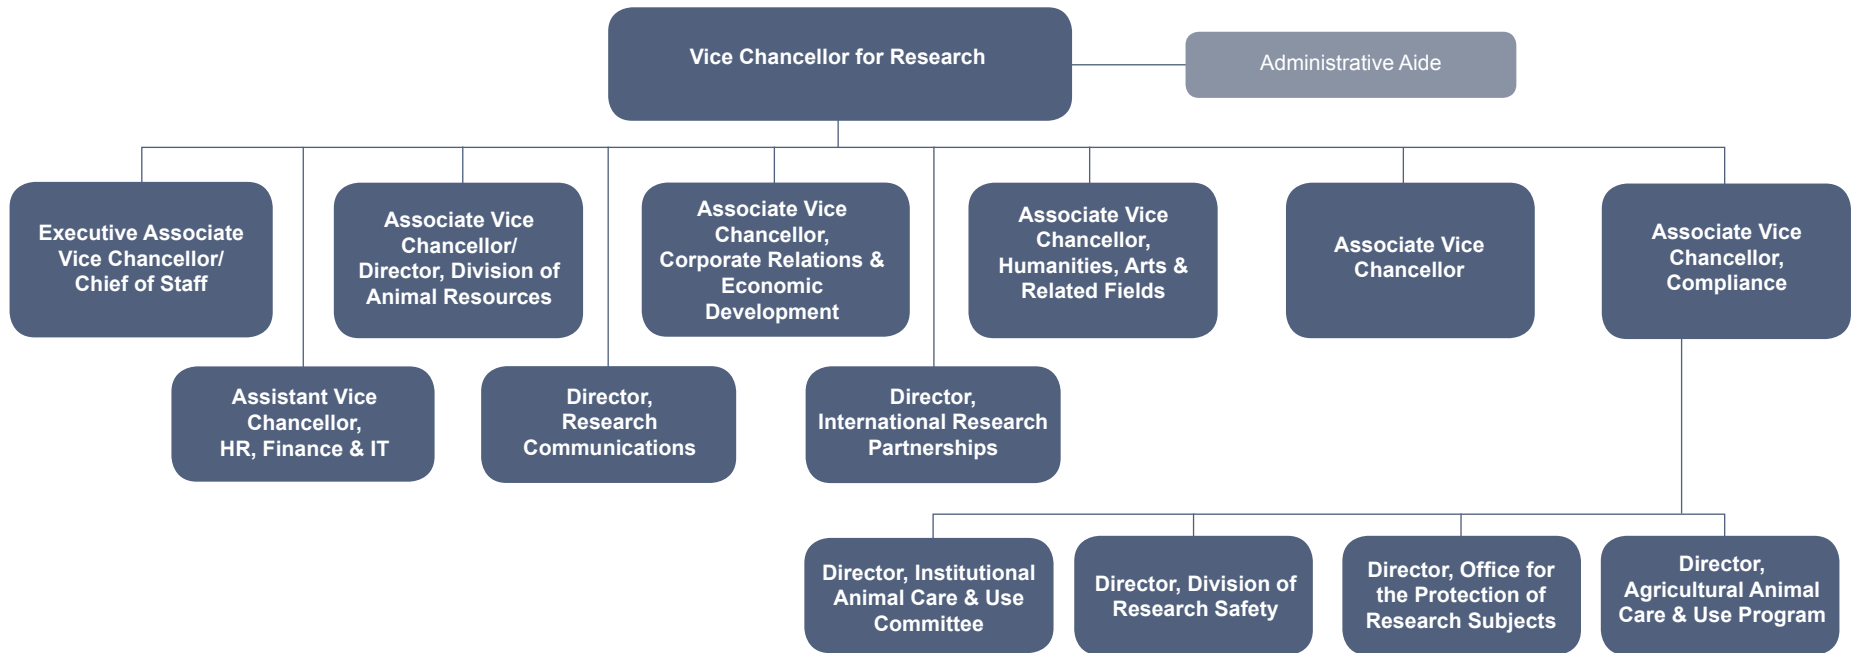 Vice Chancellor for Research
Administrative Aide
Executive Associate
Vice Chancellor/
Chief of Staff
Associate Vice
Chancellor/
Director, Division of
Animal Resources
Associate Vice
Chancellor,
Corporate Relations &
Economic
Development
Associate Vice
Chancellor,
Humanities, Arts &
Related Fields
Associate Vice
Chancellor
Associate Vice
Chancellor,
Compliance
Assistant Vice
Chancellor,
HR, Finance & IT
Director,
Research
Communications
Director,
International Research
Partnerships
Director, Institutional
Animal Care & Use
Committee
Director, Division of
Research Safety
Director, Office for
the Protection of
Research Subjects
Director,
Agricultural Animal
Care & Use Program